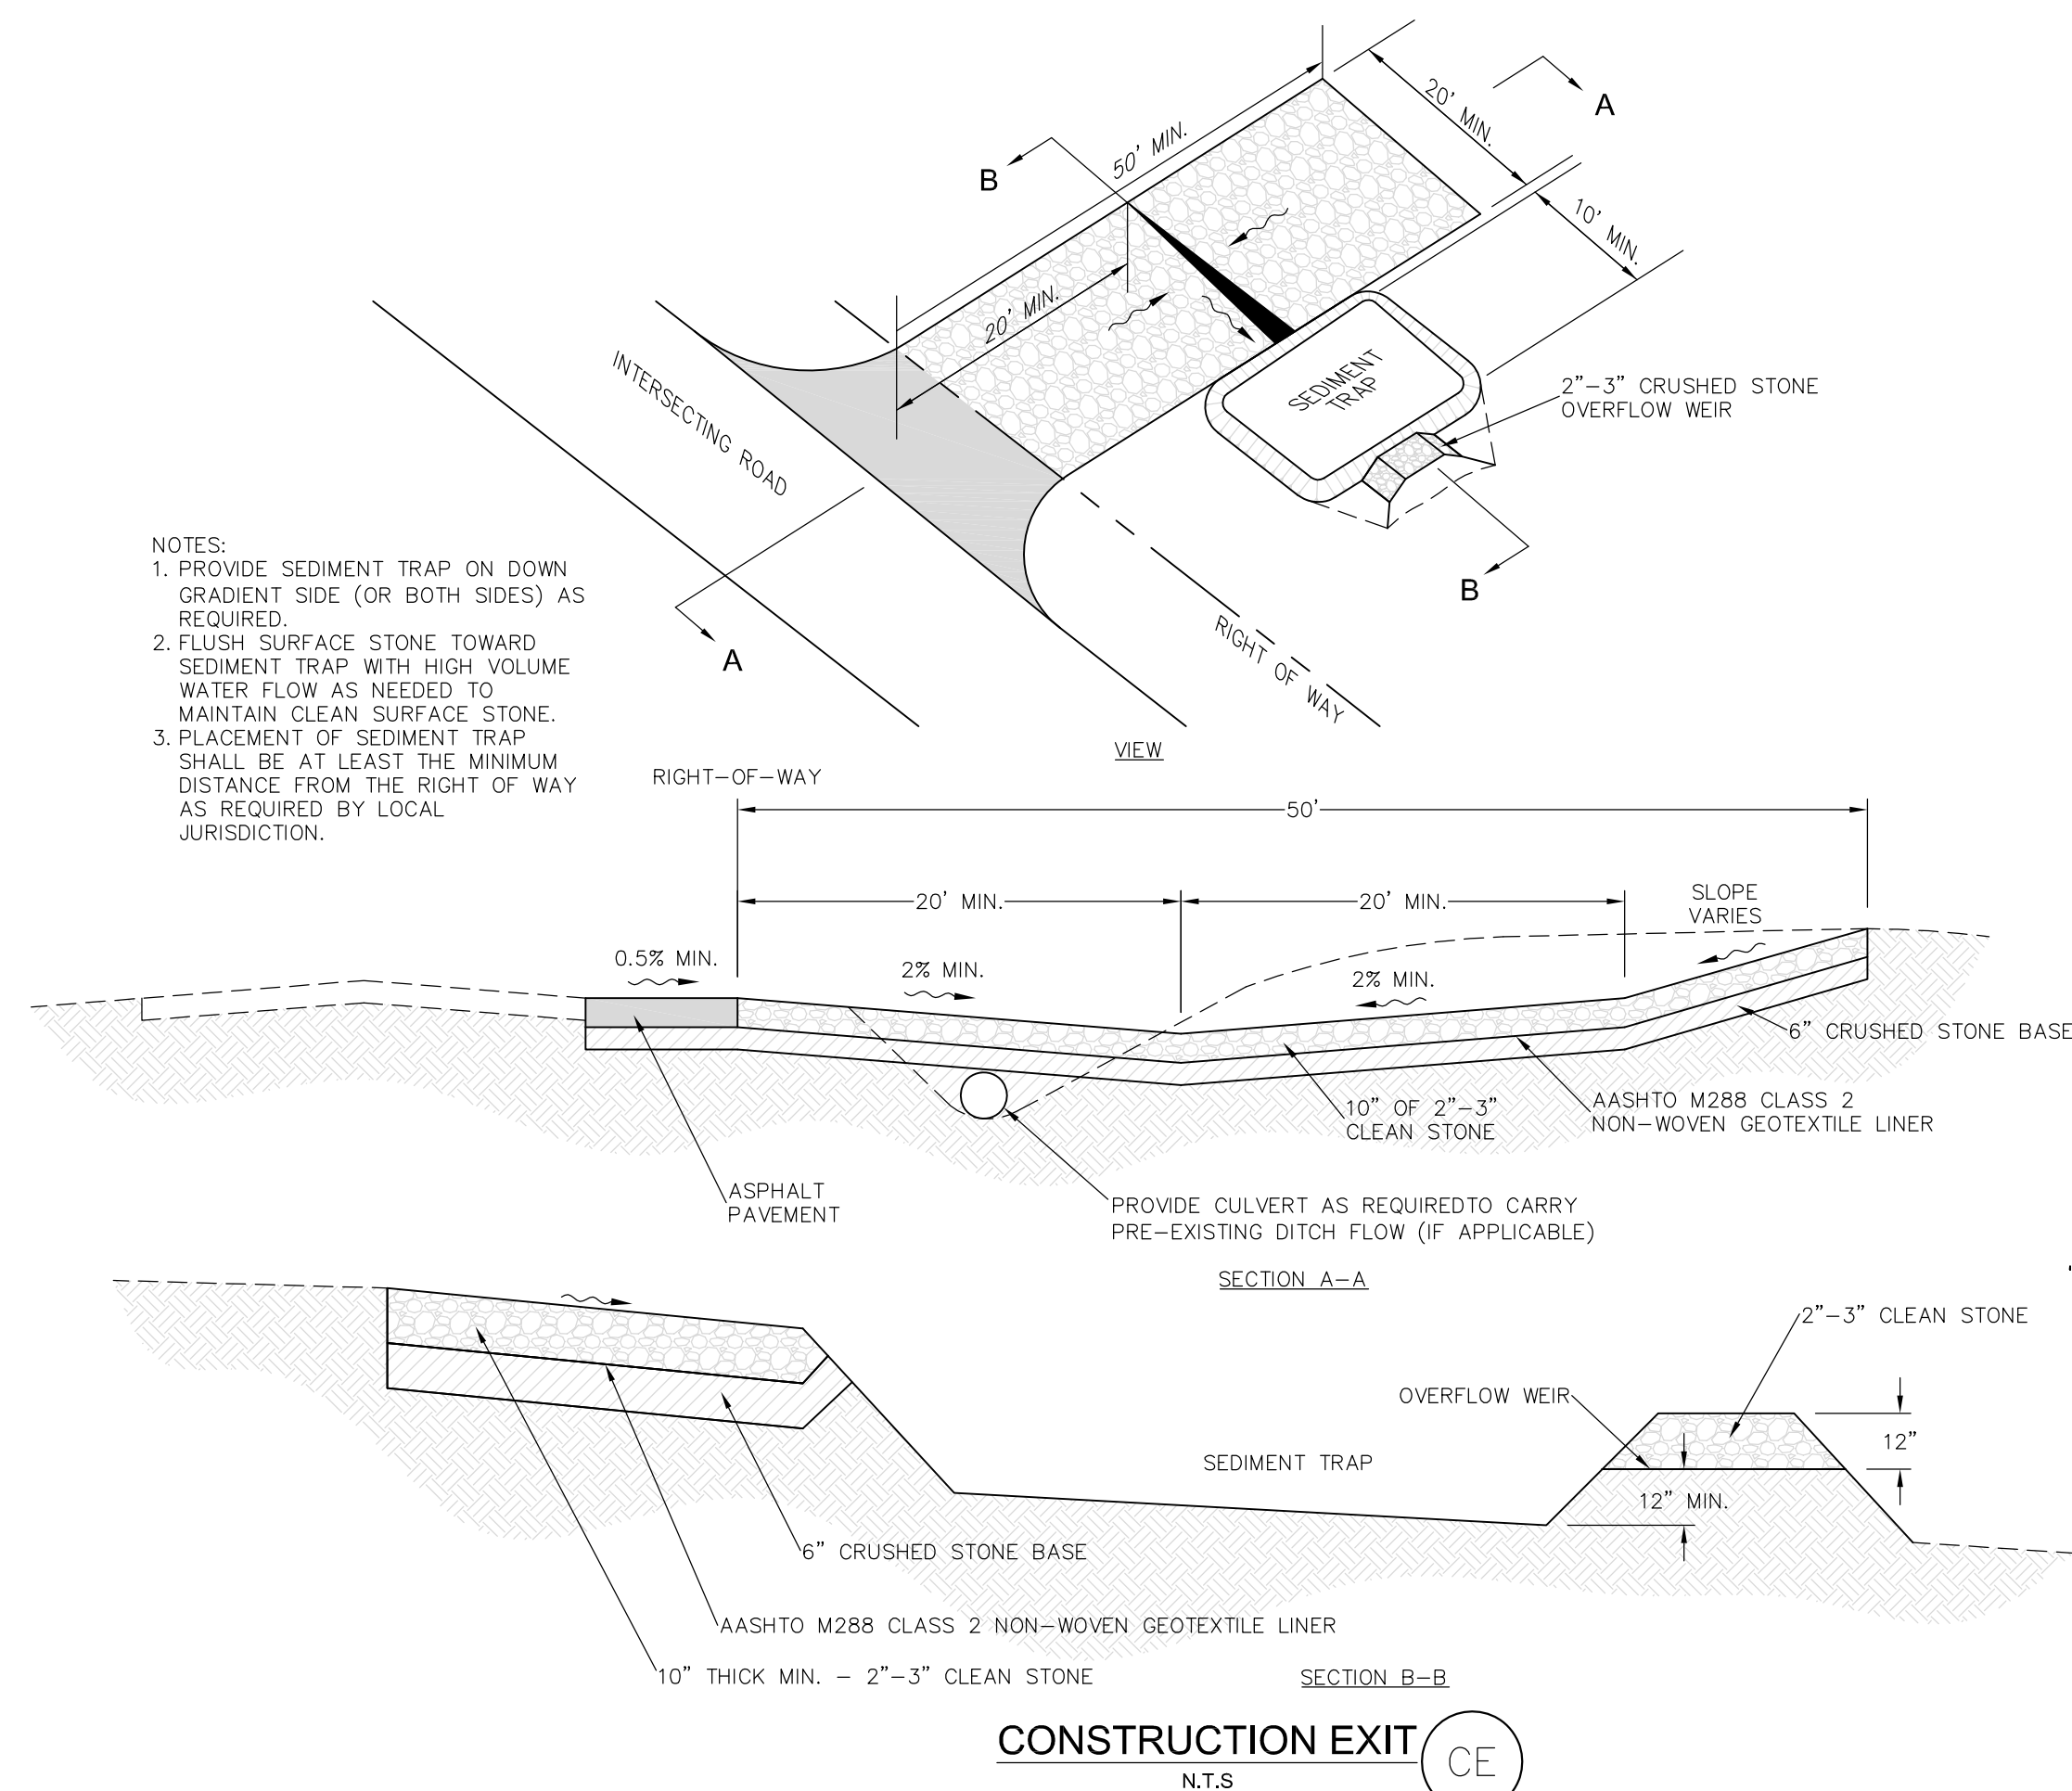 20' MIN.
A
B
50' MIN.
10' MIN.
20' MIN.
SEDIMENT
TRAP
2"-3" CRUSHED STONE
OVERFLOW WEIR
INTERSECTING ROAD
B
A
RIGHT OF WAY
NOTES:
1. PROVIDE SEDIMENT TRAP ON DOWN
GRADIENT SIDE (OR BOTH SIDES) AS
REQUIRED.
2. FLUSH SURFACE STONE TOWARD
SEDIMENT TRAP WITH HIGH VOLUME
WATER FLOW AS NEEDED TO
MAINTAIN CLEAN SURFACE STONE.
3. PLACEMENT OF SEDIMENT TRAP
SHALL BE AT LEAST THE MINIMUM
DISTANCE FROM THE RIGHT OF WAY
AS REQUIRED BY LOCAL
JURISDICTION.
VIEW
RIGHT-OF-WAY
50'
20' MIN.
20' MIN.
SLOPE
VARIES
0.5% MIN.
2% MIN.
2% MIN.
6" CRUSHED STONE BASE
10" OF 2"-3"
CLEAN STONE
AASHTO M288 CLASS 2
NON-WOVEN GEOTEXTILE LINER
ASPHALT
PAVEMENT
PROVIDE CULVERT AS REQUIREDTO CARRY
PRE-EXISTING DITCH FLOW (IF APPLICABLE)
SECTION A-A
2"-3" CLEAN STONE
OVERFLOW WEIR
12"
SEDIMENT TRAP
12" MIN.
6" CRUSHED STONE BASE
AASHTO M288 CLASS 2 NON-WOVEN GEOTEXTILE LINER
10" THICK MIN. - 2"-3" CLEAN STONE
SECTION B-B
CONSTRUCTION EXIT
CE
N.T.S